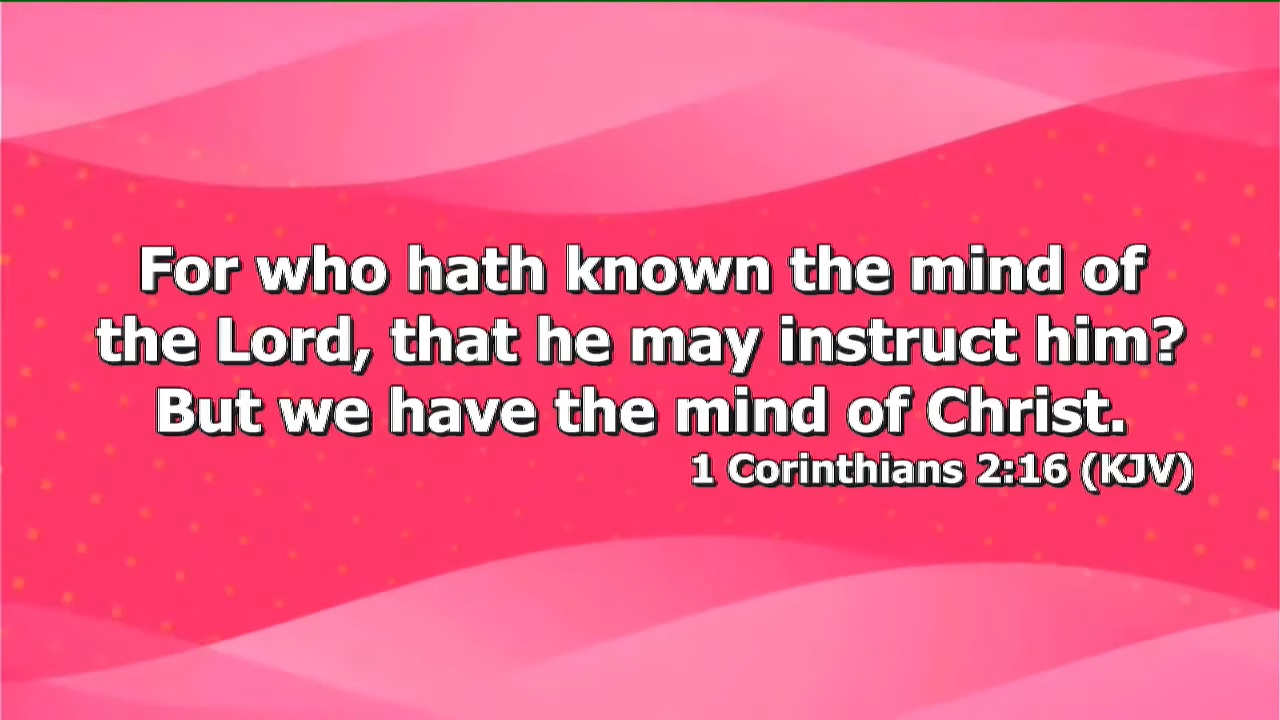 For who hath known the mind of
the Lord, that he may instruct him?
But we have the mind of Christ.
1 Corinthians 2:16 (KJV)